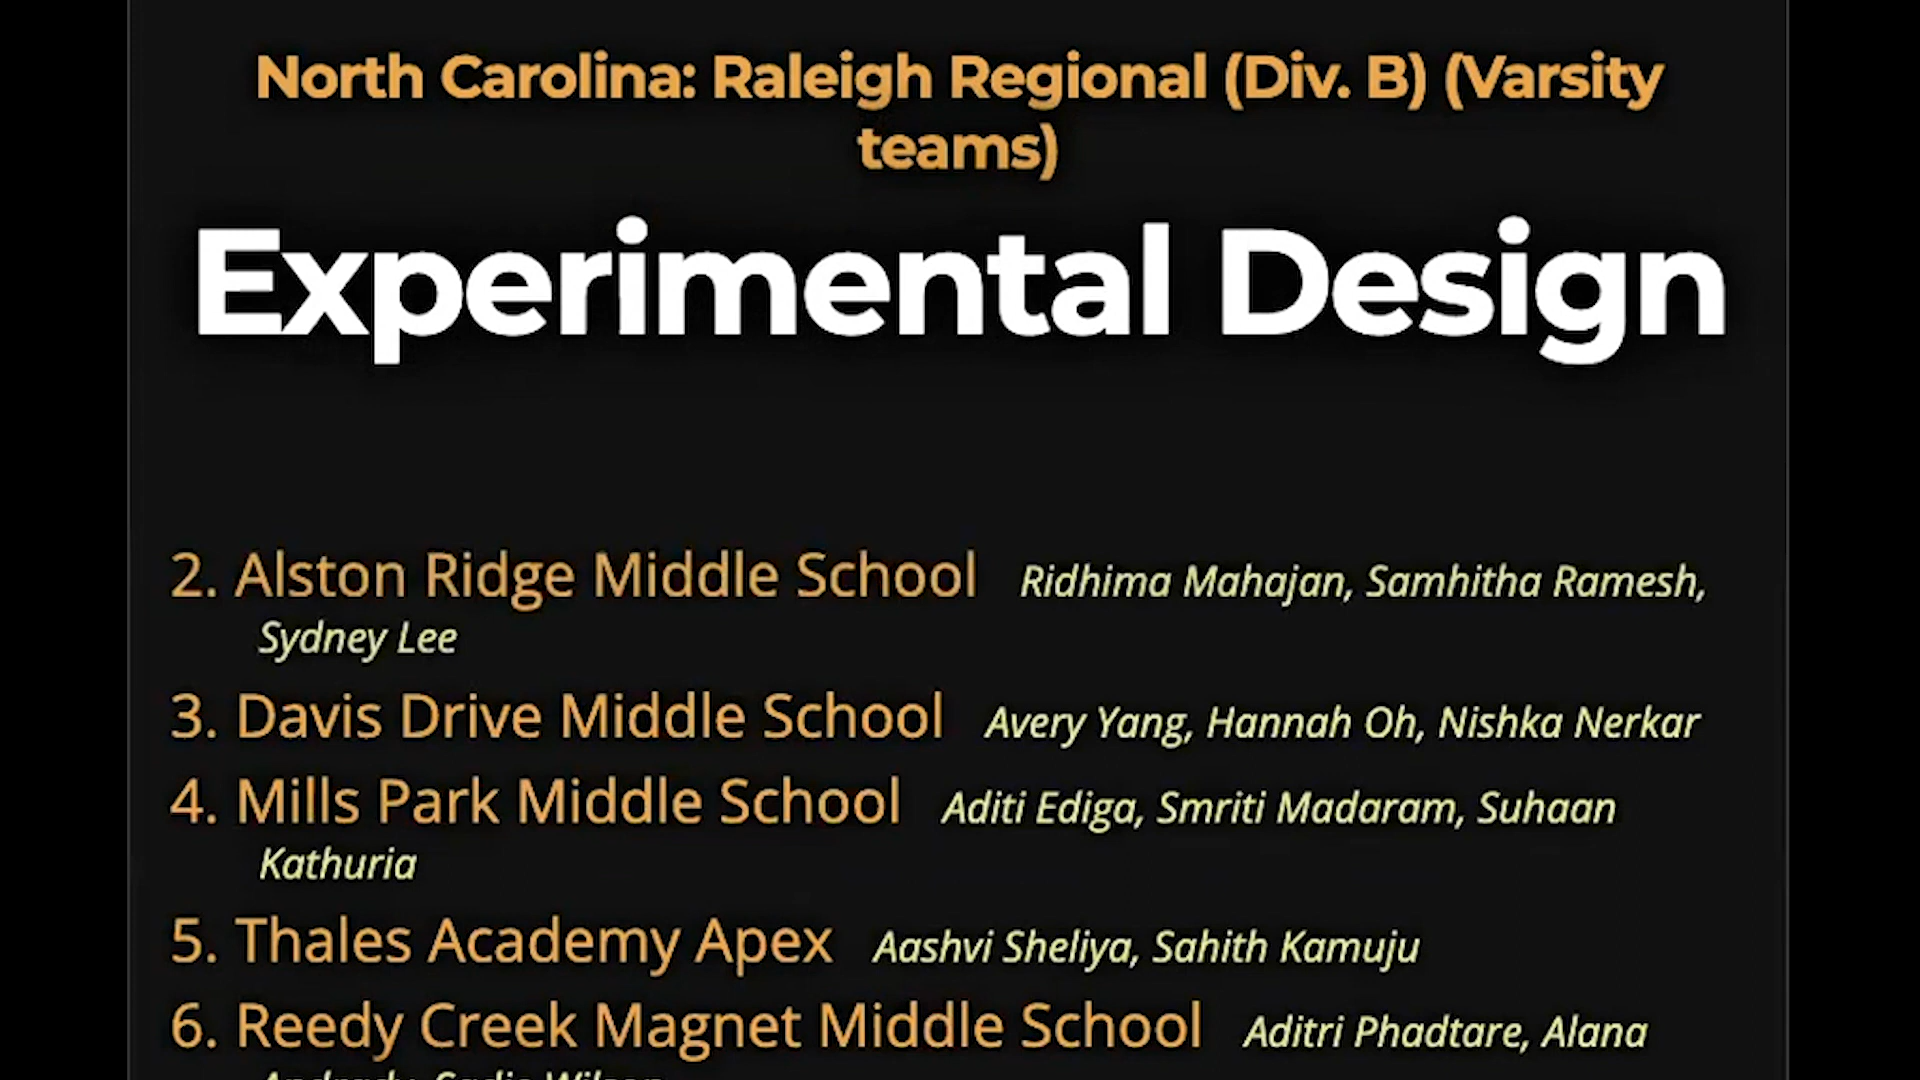 North Carolina: Raleigh Regional (Div. B) (Varsity
teams)
Experimental Design
2. Alston Ridge Middle School Ridhima Mahajan, Samhitha Ramesh,
Sydney Lee
3. Davis Drive Middle School Avery Yang, Hannah Oh, Nishka Nerkar
4. Mills Park Middle School Aditi Ediga, Smriti Madaram, Suhaan
Kathuria
5. Thales Academy Apex Aashvi Sheliya, Sahith Kamuju
6. Reedy Creek Magnet Middle School Aditri Phadtare, Alana